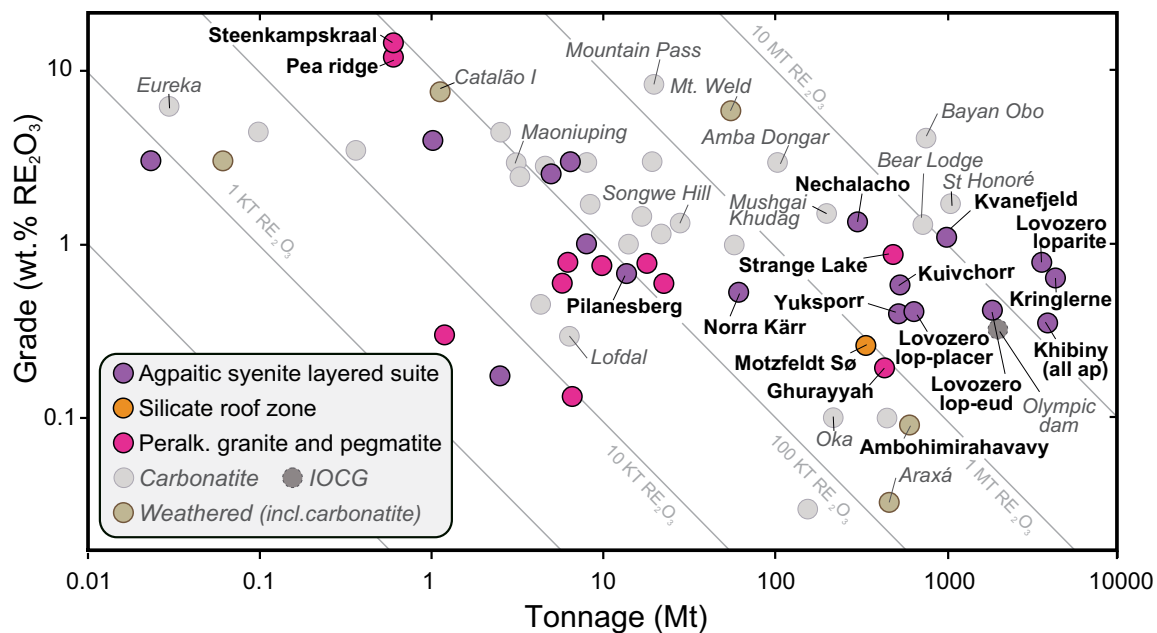 Steenkampskraal
Pea ridge
Eureka
Catalão I
Mountain Pass
Mt. Weld
10 MT RE₂O₃
Maoniuping
Amba Dongar
Bayan Obo
Bear Lodge
St Honoré
Nechalacho
Kvanefjeld
Songwe Hill
Mushgai
Khudag
Lovozero
loparite
1 KT RE₂O₃
Strange Lake
Kuivchorr
Pilanesberg
Norra Kärr
Yuksporr
Kringlerne
Lovozero
lop-placer
Khibiny
(all ap)
Lofdal
Motzfeldt Sø
Ghurayyah
Lovozero
lop-eud
Olympic
dam
Oka
Ambohimirahavavy
Araxá
10 KT RE₂O₃
100 KT RE₂O₃
1 MT RE₂O₃
Agpaitic syenite layered suite
Silicate roof zone
Peralk. granite and pegmatite
Carbonatite IOCG
Weathered (incl.carbonatite)
Grade (wt.% RE₂O₃)
10
1
0.1
0.01 0.1 1 10 100 1000 10000
Tonnage (Mt)